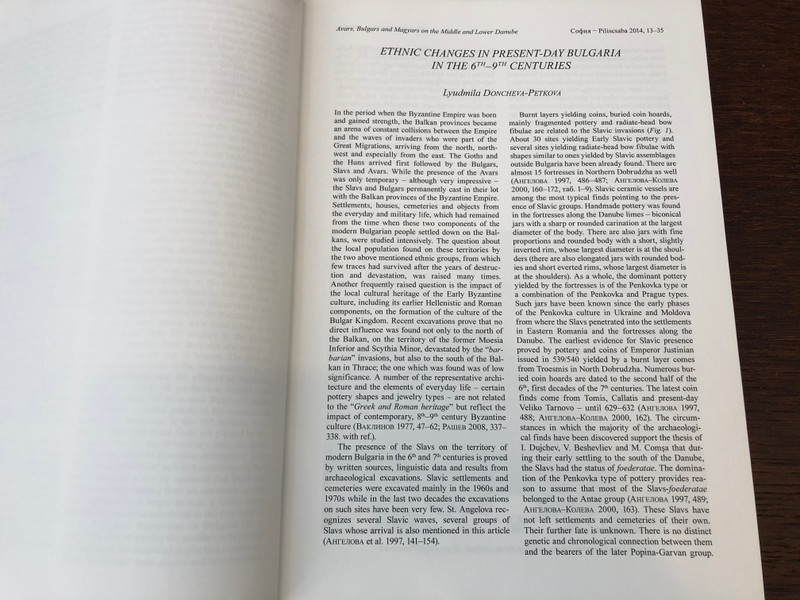 Avars, Bulgars and Magyars on the Middle and Lower Danube
София – Piliscsaba 2014, 13–35
ETHNIC CHANGES IN PRESENT-DAY BULGARIA
IN THE 6TH–9TH CENTURIES
Lyudmila DONCHEVA-PETKOVA
In the period when the Byzantine Empire was born
and gained strength, the Balkan provinces became
an arena of constant collisions between the Empire
and the waves of invaders who were part of the
Great Migrations, arriving from the north, north-
west and especially from the east. The Goths and
the Huns arrived first followed by the Bulgars,
Slavs and Avars. While the presence of the Avars
was only temporary – although very impressive –
the Slavs and Bulgars permanently cast in their lot
with the Balkan provinces of the Byzantine Empire.
Settlements, houses, cemeteries and objects from
the everyday and military life, which had remained
from the time when these two components of the
modern Bulgarian people settled down on the Bal-
kans, were studied intensively. The question about
the local population found on these territories by
the two above mentioned ethnic groups, from which
few traces had survived after the years of destruc-
tion and devastation, was raised many times.
Another frequently raised question is the impact of
the local cultural heritage of the Early Byzantine
culture, including its earlier Hellenistic and Roman
components, on the formation of the culture of the
Bulgar Kingdom. Recent excavations prove that no
direct influence was found not only to the north of
the Balkan, on the territory of the former Moesia
Inferior and Scythia Minor, devastated by the “bar-
barian” invasions, but also to the south of the Bal-
kan in Thrace; the one which was found was of low
significance. A number of the representative archi-
tecture and the elements of everyday life – certain
pottery shapes and jewelry types – are not related
to the “Greek and Roman heritage” but reflect the
impact of contemporary, 8th–9th century Byzantine
culture (ВАКЛИНОВ 1977, 47–62; РАШЕВ 2008, 337–
338. with ref.).
The presence of the Slavs on the territory of
modern Bulgaria in the 6th and 7th centuries is proved
by written sources, linguistic data and results from
archaeological excavations. Slavic settlements and
cemeteries were excavated mainly in the 1960s and
1970s while in the last two decades the excavations
on such sites have been very few. St. Angelova rec-
ognizes several Slavic waves, several groups of
Slavs whose arrival is also mentioned in this article
(АНГЕЛОВА et al. 1997, 141–154).
Burnt layers yielding coins, buried coin hoards,
mainly fragmented pottery and radiate-head bow
fibulae are related to the Slavic invasions (Fig. 1).
About 30 sites yielding Early Slavic pottery and
several sites yielding radiate-head bow fibulae with
shapes similar to ones yielded by Slavic assemblages
outside Bulgaria have been already found. There are
almost 15 fortresses in Northern Dobrudzha as well
(АНГЕЛОВА 1997, 486–487; АНГЕЛОВА–КОЛЕВА
2000, 160–172, таб. 1–9). Slavic ceramic vessels are
among the most typical finds pointing to the pres-
ence of Slavic groups. Handmade pottery was found
in the fortresses along the Danube limes – biconical
jars with a sharp or rounded carination at the largest
diameter of the body. There are also jars with fine
proportions and rounded body with a short, slightly
inverted rim, whose largest diameter is at the shoul-
ders (there are also elongated jars with rounded bod-
ies and short everted rims, whose largest diameter is
at the shoulders). As a whole, the dominant pottery
yielded by the fortresses is of the Penkovka type or
a combination of the Penkovka and Prague types.
Such jars have been known since the early phases
of the Penkovka culture in Ukraine and Moldova
from where the Slavs penetrated into the settlements
in Eastern Romania and the fortresses along the
Danube. The earliest evidence for Slavic presence
proved by pottery and coins of Emperor Justinian
issued in 539/540 yielded by a burnt layer comes
from Troesmis in North Dobrudzha. Numerous bur-
ied coin hoards are dated to the second half of the
6th, first decades of the 7th centuries. The latest coin
finds come from Tomis, Callatis and present-day
Veliko Tarnovo – until 629–632 (АНГЕЛОВА 1997,
488; АНГЕЛОВА–КОЛЕВА 2000, 162). The circum-
stances in which the majority of the archaeologi-
cal finds have been discovered support the thesis of
I. Dujchev, V. Beshevliev and M. Comşa that dur-
ing their early settling to the south of the Danube,
the Slavs had the status of foederatae. The domina-
tion of the Penkovka type of pottery provides rea-
son to assume that most of the Slavs-foederatae
belonged to the Antae group (АНГЕЛОВА 1997, 489;
АНГЕЛОВА–КОЛЕВА 2000, 163). These Slavs have
not left settlements and cemeteries of their own.
Their further fate is unknown. There is no distinct
genetic and chronological connection between them
and the bearers of the later Popina-Garvan group.